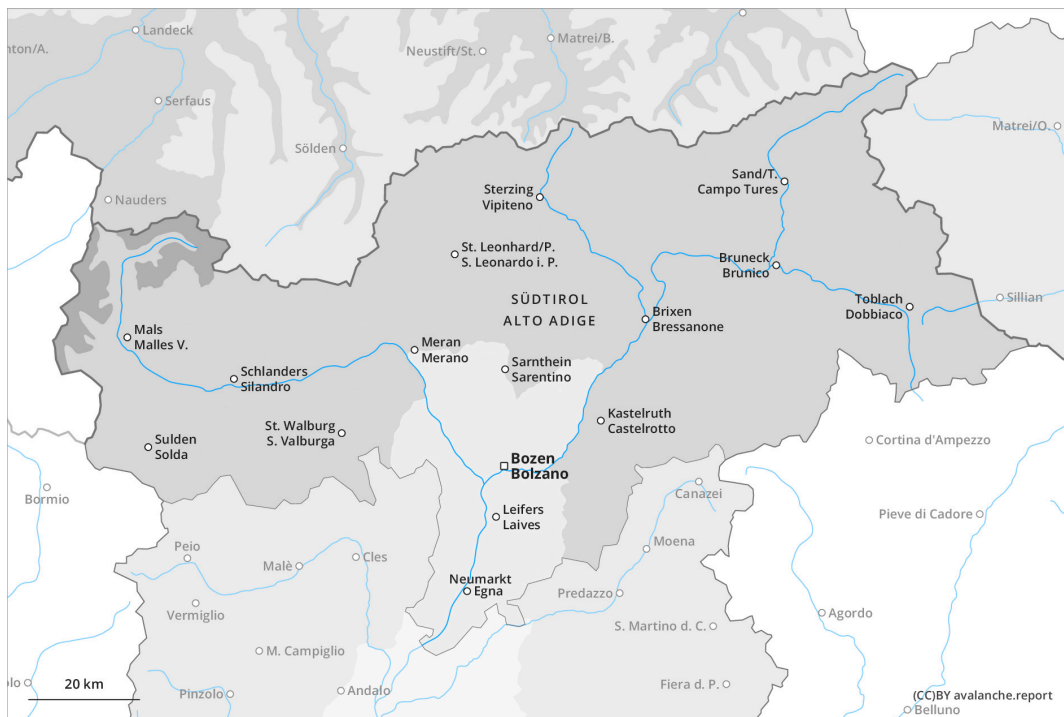 Landeck
nton/A.
Neustift/St.
Matrei/B.
Serfaus
Matrei/O.
Sölden
Sand/T.
Campo Tures
Sterzing
Vipiteno
Nauders
St. Leonhard/P.
S. Leonardo i. P.
Bruneck
Brunico
SÜDTIROL
ALTO ADIGE
Toblach
Dobbiaco
Sillian
Brixen
Bressanone
Mals
Malles V.
Meran
Merano
Sarnthein
Sarentino
Schlanders
Silandro
Kastelruth
Castelrotto
St. Walburg
S. Valburga
Sulden
Solda
Cortina d'Ampezzo
Bozen
Bolzano
Bormio
Canazei
Leifers
Laives
Pieve di Cadore
Peio
Moena
Malè
Cles
Neumarkt
Egna
Predazzo
Vermiglio
Agordo
S. Martino d. C.
M. Campiglio
olo
20 km
Pinzolo
Andalo
Fiera d. P.
(CC)BY avalanche.report
Belluno